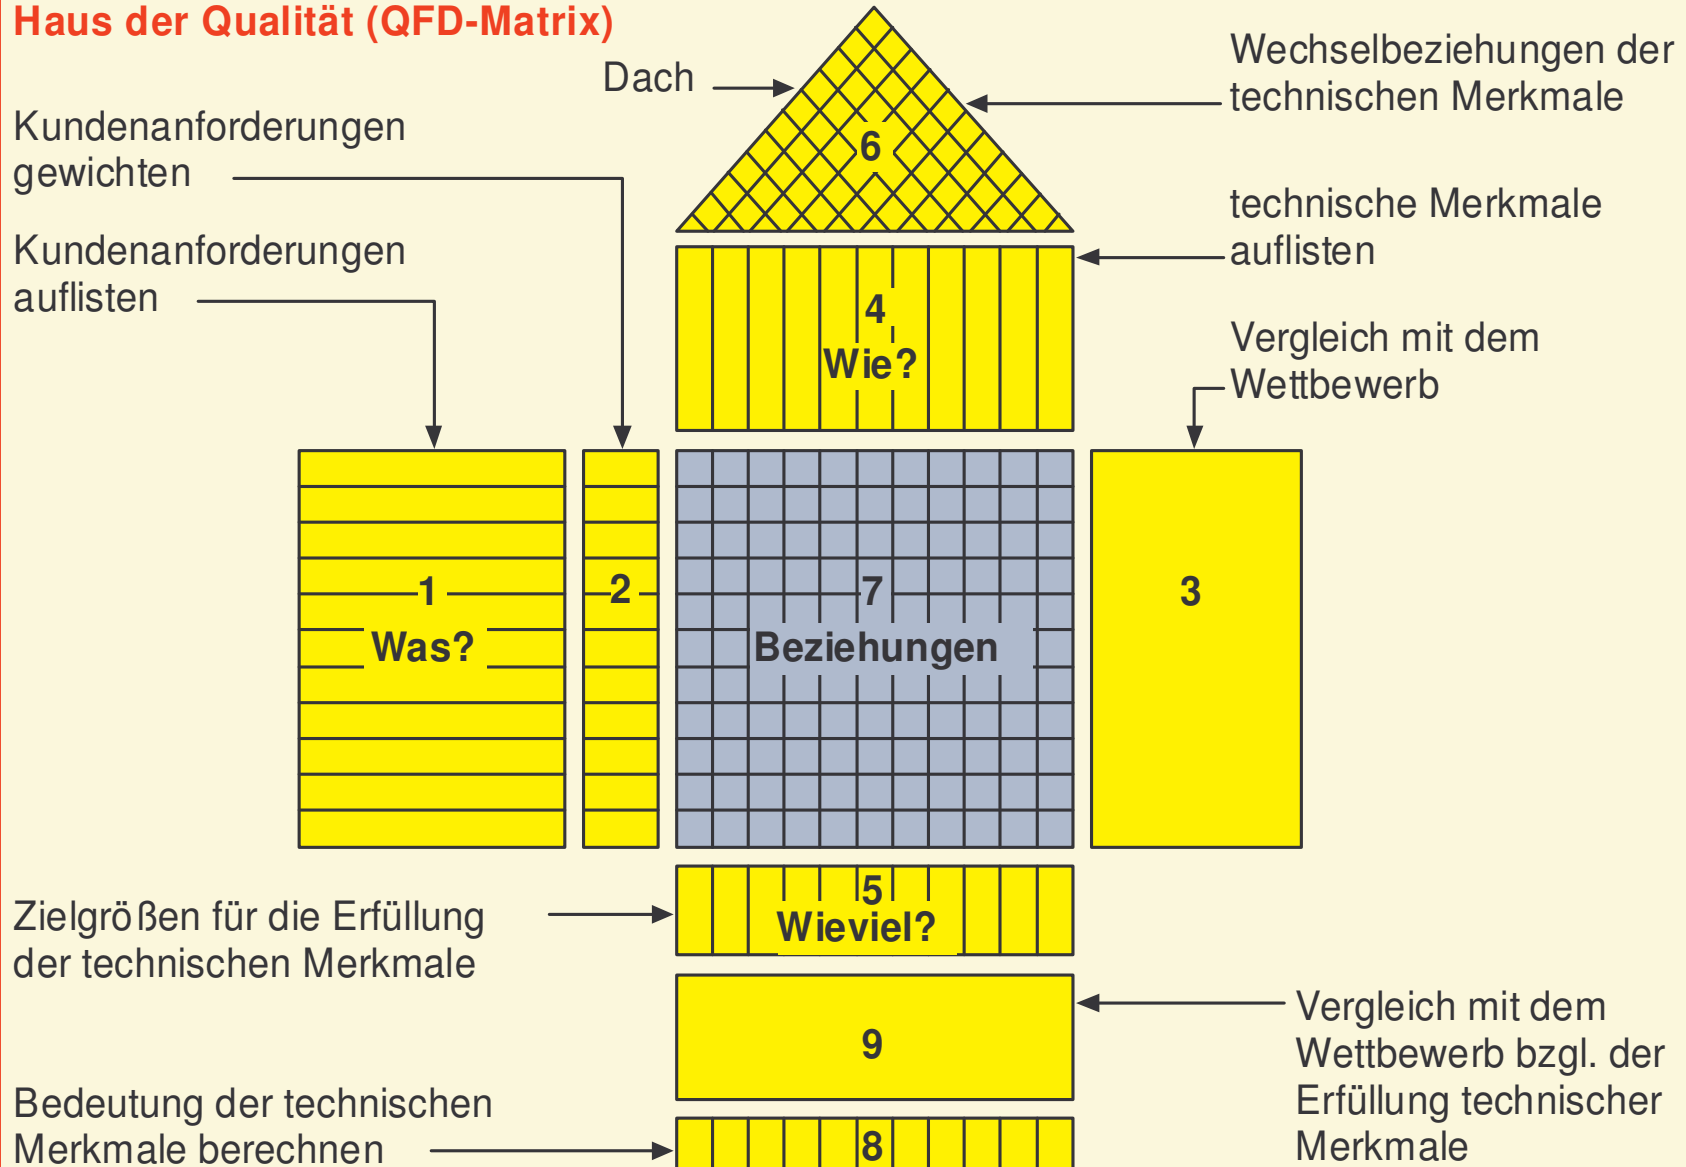 Haus der Qualität (QFD-Matrix)
Dach
Wechselbeziehungen der
technischen Merkmale
Kundenanforderungen
gewichten
6
technische Merkmale
auflisten
Kundenanforderungen
auflisten
4
Wie?
Vergleich mit dem
Wettbewerb
1
Was?
2
7
Beziehungen
3
5
Wieviel?
Zielgrößen für die Erfüllung
der technischen Merkmale
9
Vergleich mit dem
Wettbewerb bzgl. der
Erfüllung technischer
Merkmale
Bedeutung der technischen
Merkmale berechnen
8